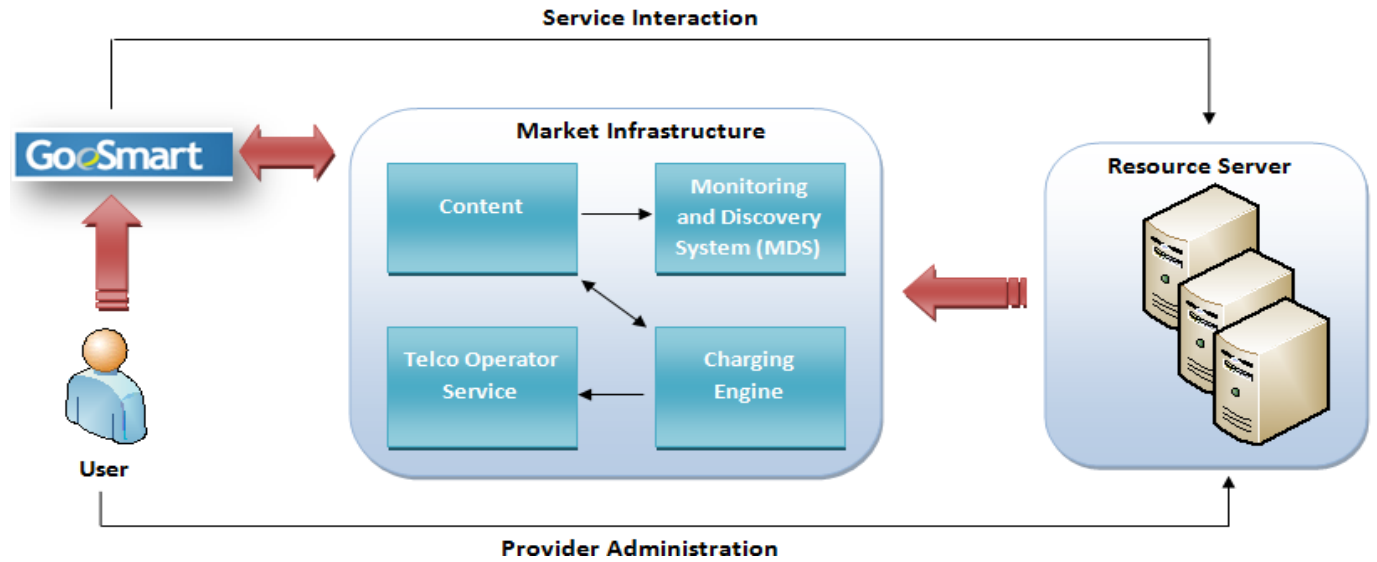 Service Interaction
GoeSmart
Market Infrastructure
Content
Monitoring
and Discovery
System (MDS)
Telco Operator
Service
Charging
Engine
Resource Server
User
Provider Administration